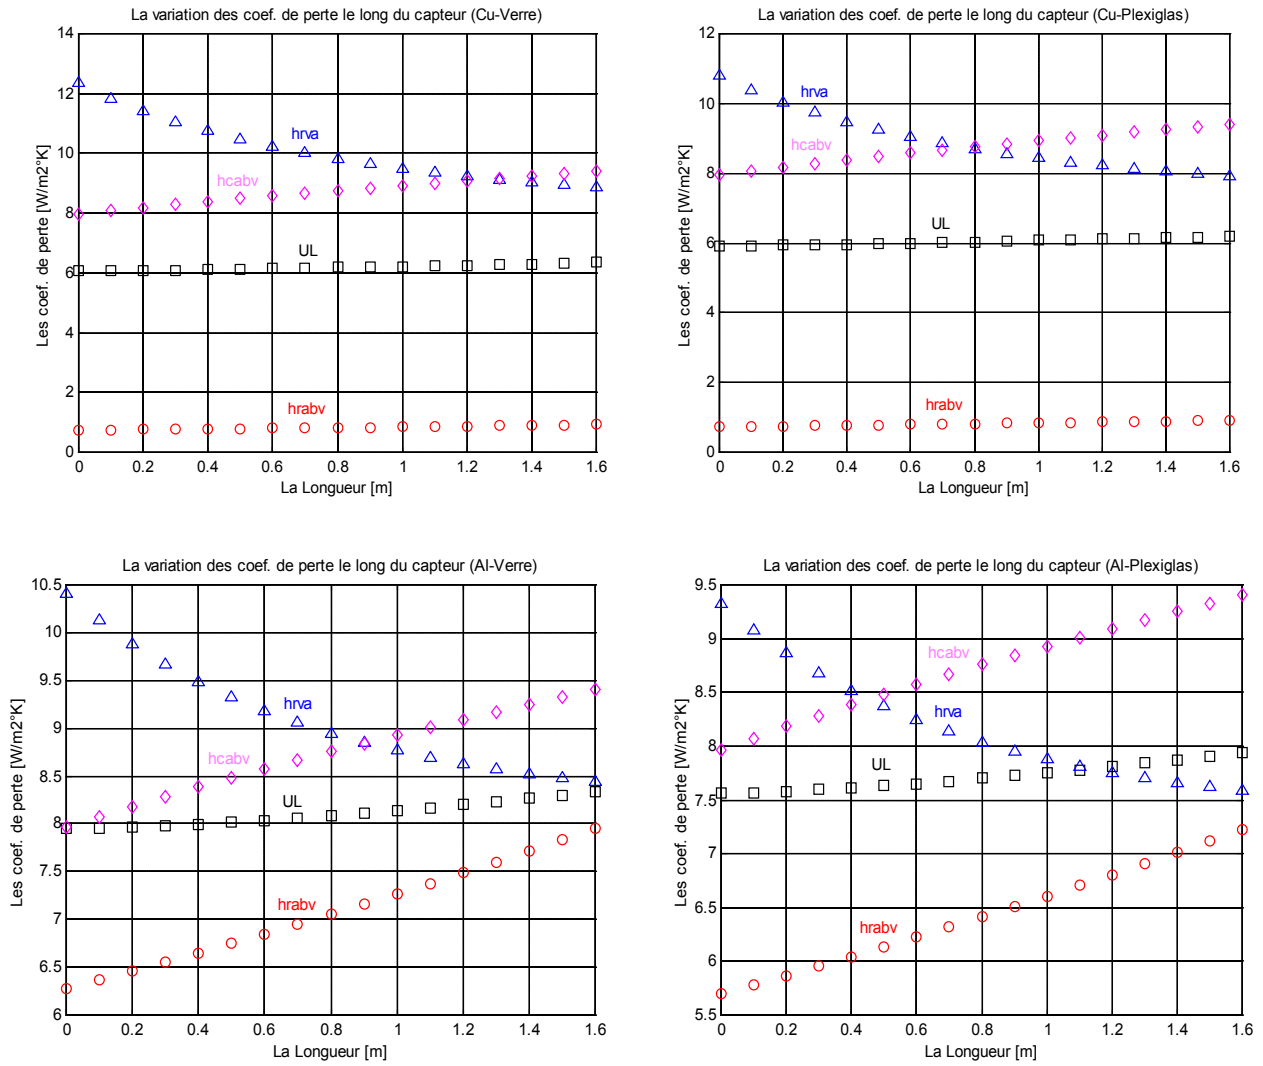 La variation des coef. de perte le long du capteur (Cu-Verre)
Les coef. de perte [W/m2°K]
14
12
10
8
6
4
2
0
hrva
hcabv
UL
hrabv
0 0.2 0.4 0.6 0.8 1 1.2 1.4 1.6
La Longueur [m]
La variation des coef. de perte le long du capteur (Cu-Plexiglas)
Les coef. de perte [W/m2°K]
12
10
8
6
4
2
0
hrva
hcabv
UL
hrabv
0 0.2 0.4 0.6 0.8 1 1.2 1.4 1.6
La Longueur [m]
La variation des coef. de perte le long du capteur (Al-Verre)
Les coef. de perte [W/m2°K]
10.5
10
9.5
9
8.5
8
7.5
7
6.5
6
hrva
hcabv
UL
hrabv
0 0.2 0.4 0.6 0.8 1 1.2 1.4 1.6
La Longueur [m]
La variation des coef. de perte le long du capteur (Al-Plexiglas)
Les coef. de perte [W/m2°K]
9.5
9
8.5
8
7.5
7
6.5
6
5.5
hcabv
hrva
UL
hrabv
0 0.2 0.4 0.6 0.8 1 1.2 1.4 1.6
La Longueur [m]